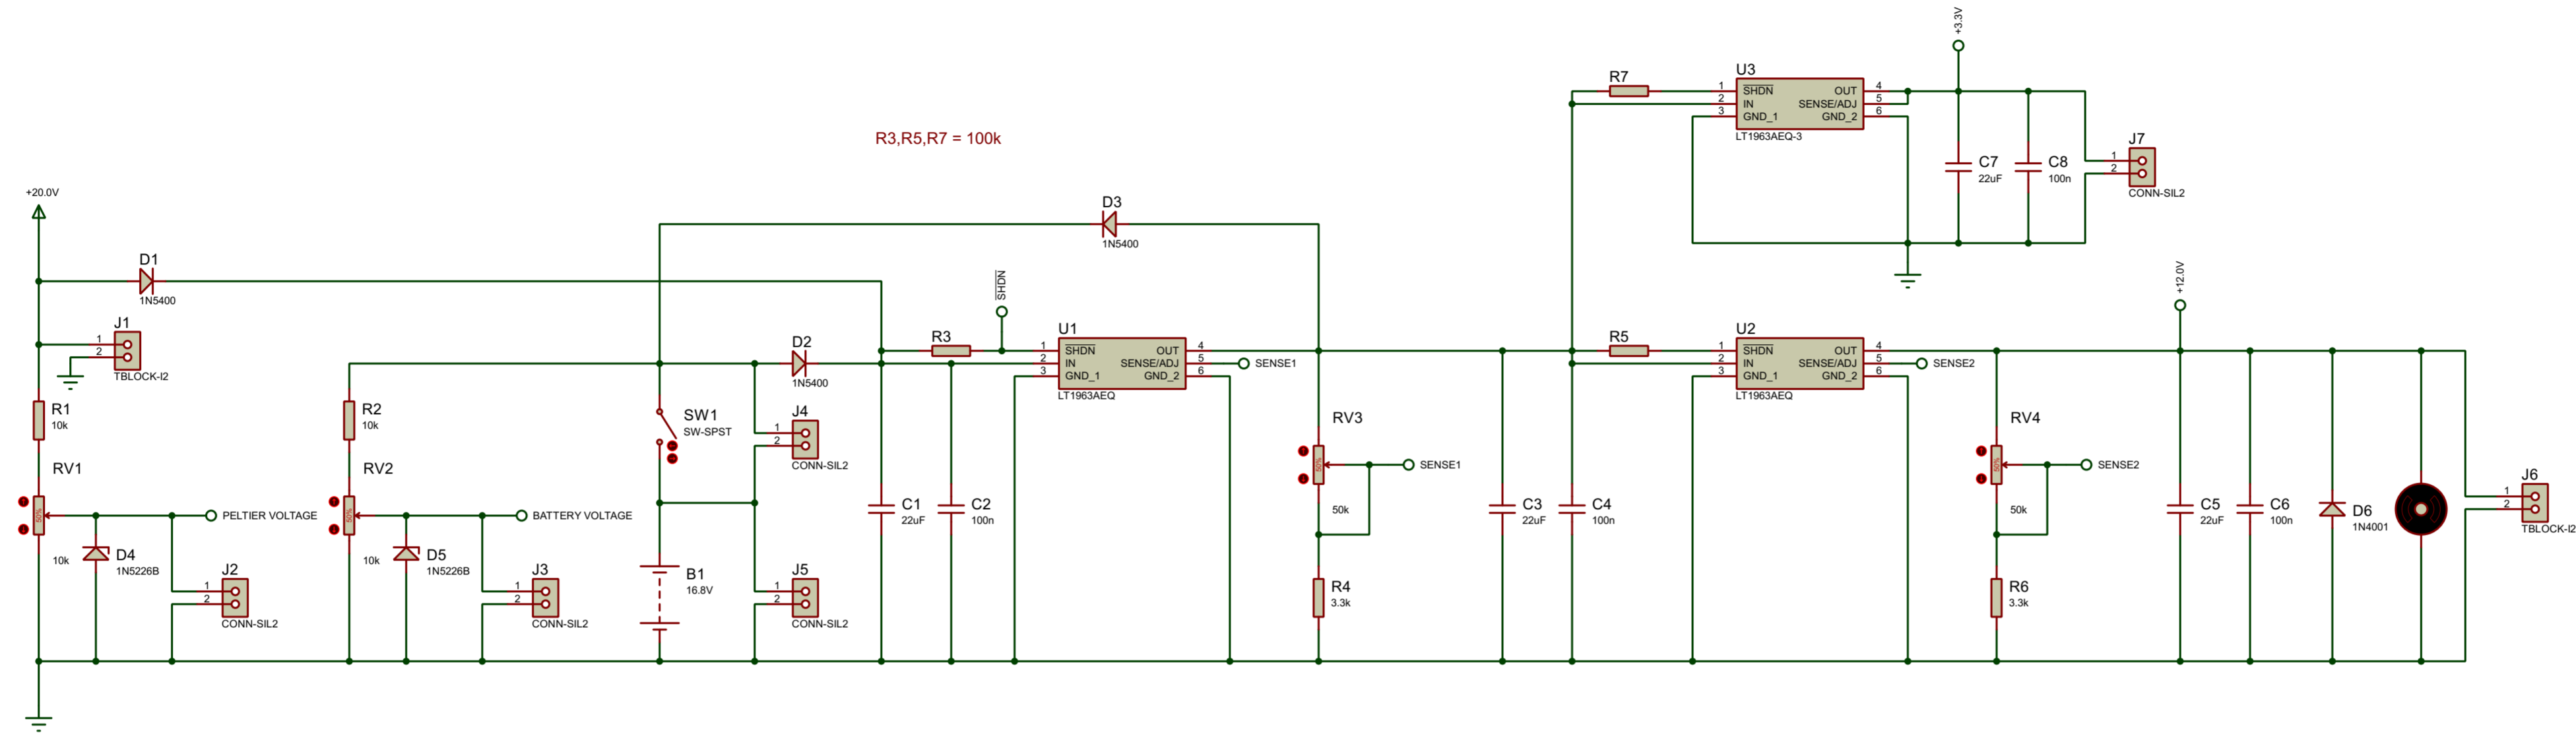 +20.0V
D1
1N5400
J1
1
2
TBLOCK-I2
R1
10k
RV1
50%
10k
PELTIER VOLTAGE
D4
1N5226B
J2
1
2
CONN-SIL2
R2
10k
RV2
50%
10k
BATTERY VOLTAGE
D5
1N5226B
J3
1
2
CONN-SIL2
R3,R5,R7 = 100k
D3
1N5400
D2
1N5400
SW1
SW-SPST
J4
1
2
CONN-SIL2
B1
16.8V
J5
1
2
CONN-SIL2
R3
SHDN
C1
22uF
C2
100n
U1
1
2
3
SHDN
IN
GND_1
OUT
SENSE/ADJ
GND_2
4
5
6
LT1963AEQ
SENSE1
RV3
50%
50k
SENSE1
R4
3.3k
C3
22uF
C4
100n
R7
U3
1
2
3
SHDN
IN
GND_1
OUT
SENSE/ADJ
GND_2
4
5
6
LT1963AEQ-3
+3.3V
C7
22uF
C8
100n
J7
1
2
CONN-SIL2
R5
U2
1
2
3
SHDN
IN
GND_1
OUT
SENSE/ADJ
GND_2
4
5
6
LT1963AEQ
SENSE2
RV4
50%
50k
SENSE2
R6
3.3k
+12.0V
C5
22uF
C6
100n
D6
1N4001
J6
1
2
TBLOCK-I2